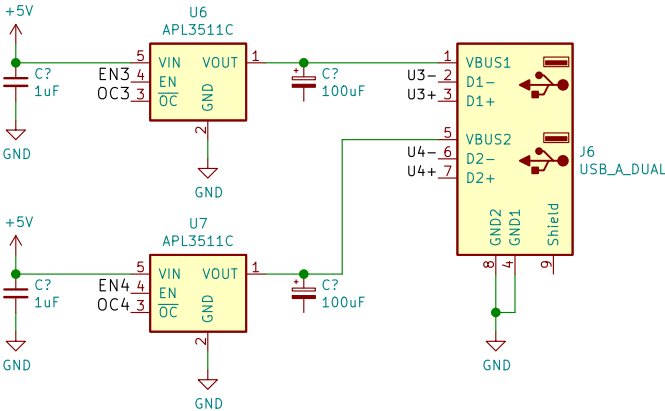 +5V
U6
APL3511C
5 VIN VOUT 1
EN3 4 EN
OC3 3 OC
GND
2
C?
1uF
GND
GND
+
C?
100uF
1 VBUS1
U3- 2 D1-
U3+ 3 D1+
5 VBUS2
U4- 6 D2-
U4+ 7 D2+
J6
USB_A_DUAL
GND2
GND1
Shield
8
4
9
GND
+5V
U7
APL3511C
5 VIN VOUT 1
EN4 4 EN
OC4 3 OC
GND
2
C?
1uF
GND
GND
+
C?
100uF